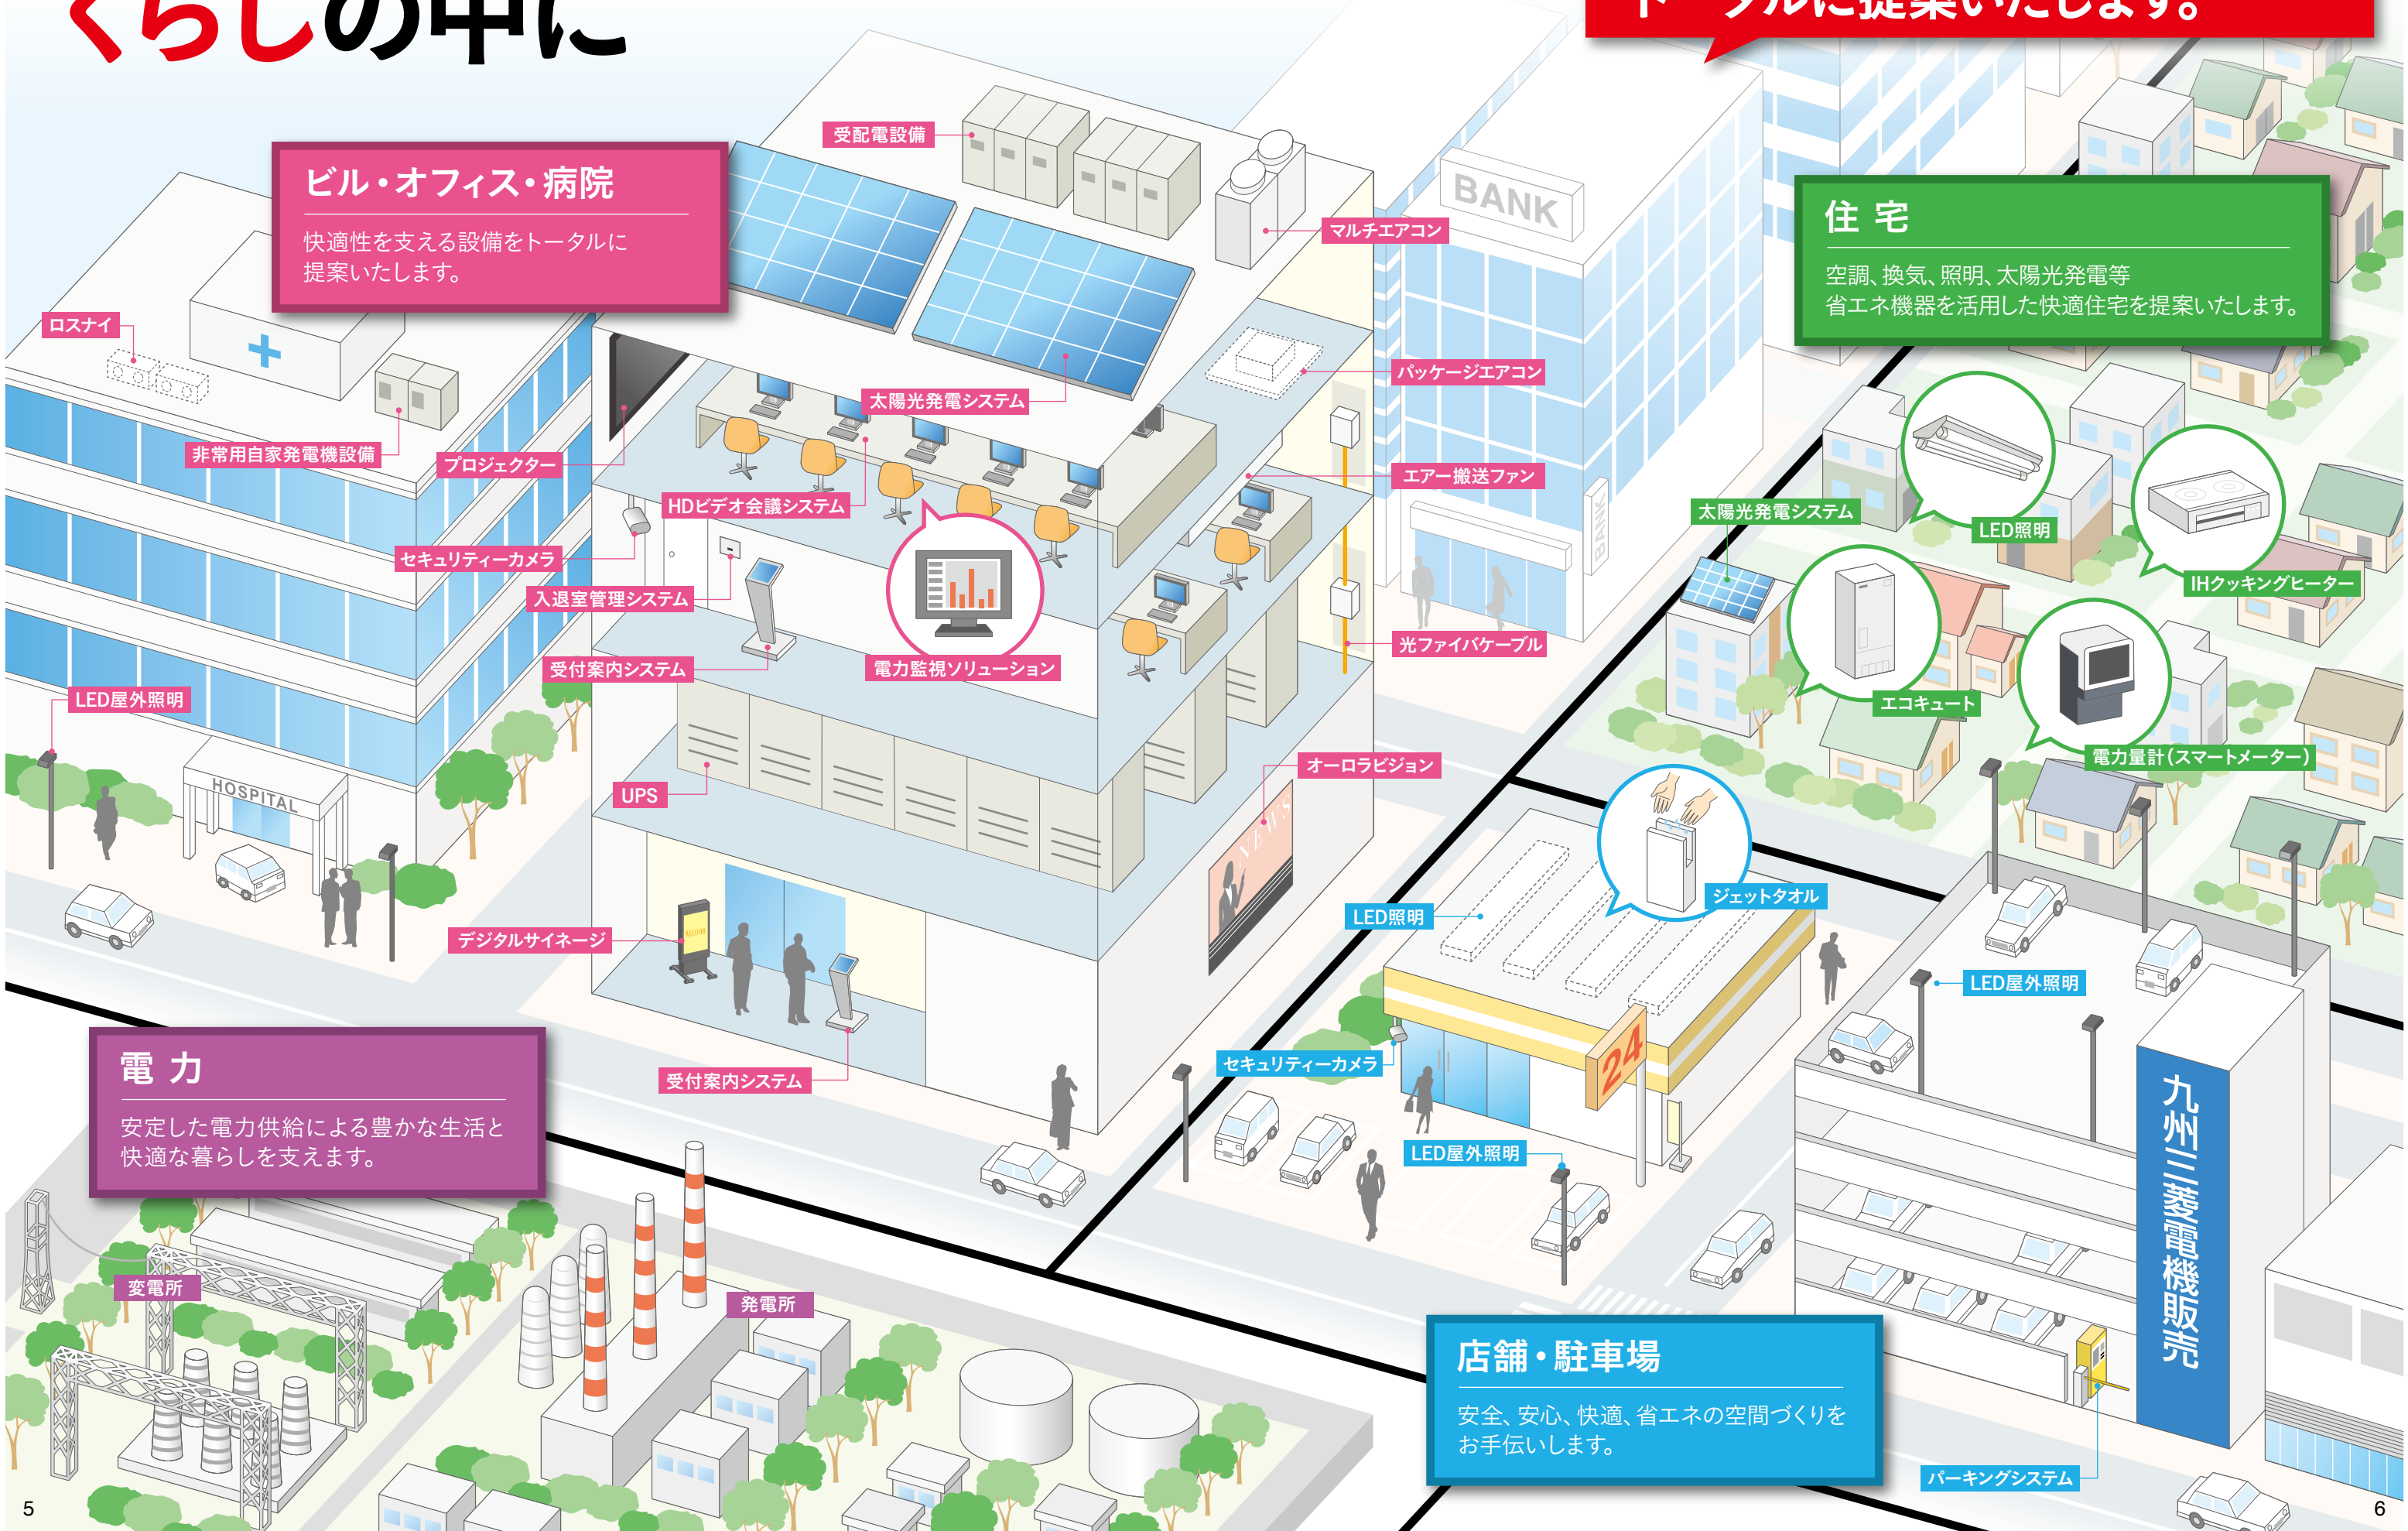 くらしの中に
トータルに提案いたします。
ビル・オフィス・病院
快適性を支える設備をトータルに
提案いたします。
受配電設備
マルチエアコン
BANK
住宅
空調、換気、照明、太陽光発電等
省エネ機器を活用した快適住宅を提案いたします。
ロスナイ
非常用自家発電機設備
プロジェクター
太陽光発電システム
パッケージエアコン
HDビデオ会議システム
エアー搬送ファン
BANK
セキュリティーカメラ
入退室管理システム
受付案内システム
電力監視ソリューション
光ファイバケーブル
太陽光発電システム
LED照明
IHクッキングヒーター
エコキュート
電力量計(スマートメーター)
LED屋外照明
HOSPITAL
UPS
オーロラビジョン
NEWS
デジタルサイネージ
WELCOME
受付案内システム
LED照明
ジェットタオル
LED屋外照明
セキュリティーカメラ
24
LED屋外照明
九州三菱電機販売
電力
安定した電力供給による豊かな生活と
快適な暮らしを支えます。
変電所
発電所
店舗・駐車場
安全、安心、快適、省エネの空間づくりを
お手伝いします。
パーキングシステム
5
6